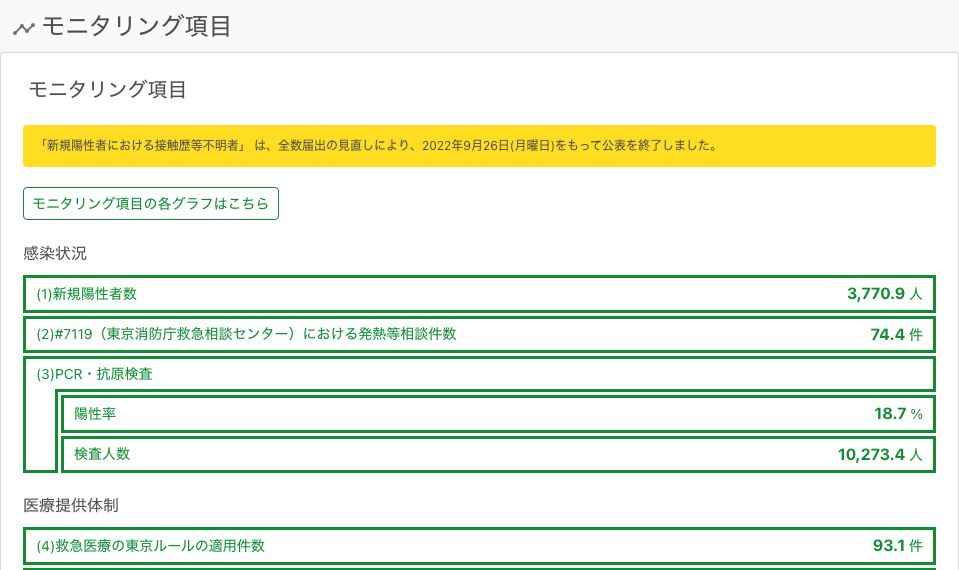 モニタリング項目
モニタリング項目
「新規陽性者における接触歴等不明者」 は、全数届出の見直しにより、2022年9月26日(月曜日)をもって公表を終了しました。
モニタリング項目の各グラフはこちら
感染状況
(1)新規陽性者数 3,770.9 人
(2)#7119（東京消防庁救急相談センター）における発熱等相談件数 74.4 件
(3)PCR・抗原検査
陽性率 18.7 %
検査人数 10,273.4 人
医療提供体制
(4)救急医療の東京ルールの適用件数 93.1 件